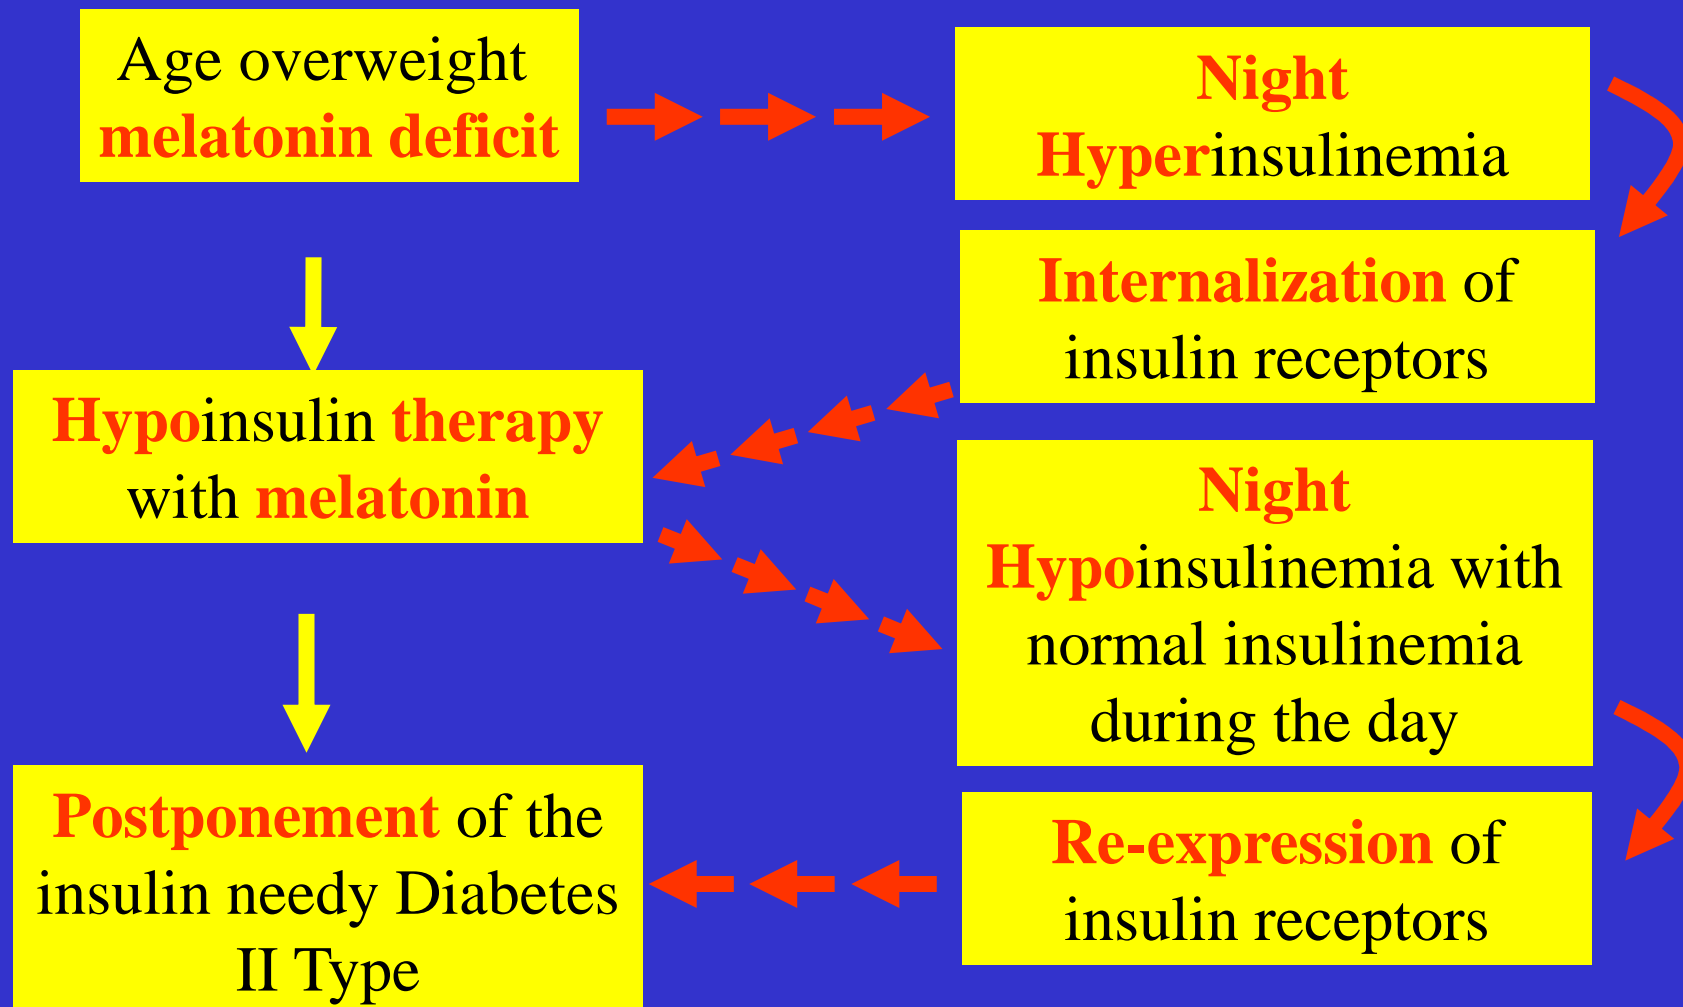 Age overweight
melatonin deficit
Night
Hyperinsulinemia
Internalization of
insulin receptors
Hypoinsulin therapy
with melatonin
Night
Hypoinsulinemia with
normal insulinemia
during the day
Re-expression of
insulin receptors
Postponement of the
insulin needy Diabetes
II Type